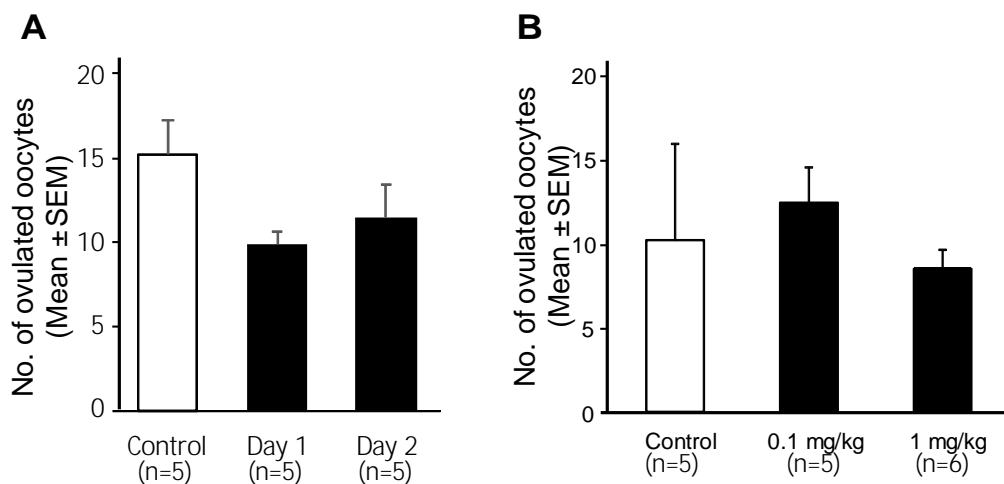 A
No. of ovulated oocytes
(Mean ± SEM)
20
15
10
5
0
Control
(n=5)
Day 1
(n=5)
Day 2
(n=5)
B
No. of ovulated oocytes
(Mean ± SEM)
20
15
10
5
0
Control
(n=5)
0.1 mg/kg
(n=5)
1 mg/kg
(n=6)